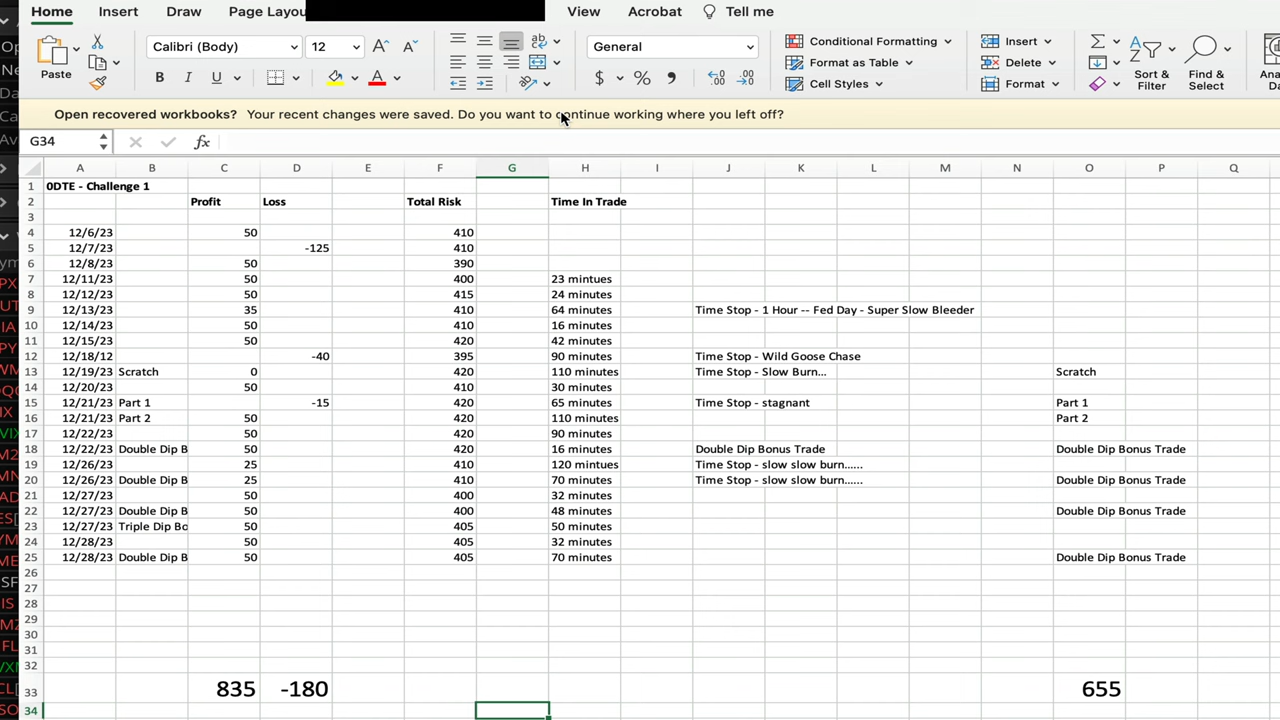 Home Insert Draw Page Layou View Acrobat Tell me
Calibri (Body) 12 A A ab General Conditional Formatting Insert
Paste Format as Table Delete Sort & Find &
B I U A $ % Cell Styles Format Filter Select
Open recovered workbooks? Your recent changes were saved. Do you want to continue working where you left off?
G34 fx
A B C D E F G H I J K L M N O P Q
1 0DTE - Challenge 1
2 Profit Loss Total Risk Time In Trade
3
4 12/6/23 50 410
5 12/7/23 -125 410
6 12/8/23 50 390
7 12/11/23 50 400 23 mintues
8 12/12/23 50 415 24 minutes
9 12/13/23 35 410 64 minutes Time Stop - 1 Hour -- Fed Day - Super Slow Bleeder
10 12/14/23 50 410 16 minutes
11 12/15/23 50 420 42 minutes
12 12/18/12 -40 395 90 minutes Time Stop - Wild Goose Chase
13 12/19/23 Scratch 0 420 110 minutes Time Stop - Slow Burn... Scratch
14 12/20/23 50 410 30 minutes
15 12/21/23 Part 1 -15 420 65 minutes Time Stop - stagnant Part 1
16 12/21/23 Part 2 50 420 110 minutes Part 2
17 12/22/23 50 420 90 minutes
18 12/22/23 Double Dip B 50 420 16 minutes Double Dip Bonus Trade Double Dip Bonus Trade
19 12/26/23 25 410 120 mintues Time Stop - slow slow burn......
20 12/26/23 Double Dip B 25 410 70 minutes Time Stop - slow slow burn...... Double Dip Bonus Trade
21 12/27/23 50 400 32 minutes
22 12/27/23 Double Dip B 50 400 48 minutes Double Dip Bonus Trade
23 12/27/23 Triple Dip Bo 50 405 50 minutes
24 12/28/23 50 405 32 minutes
25 12/28/23 Double Dip B 50 405 70 minutes Double Dip Bonus Trade
26
27
28
29
30
31
32
33 835 -180 655
34